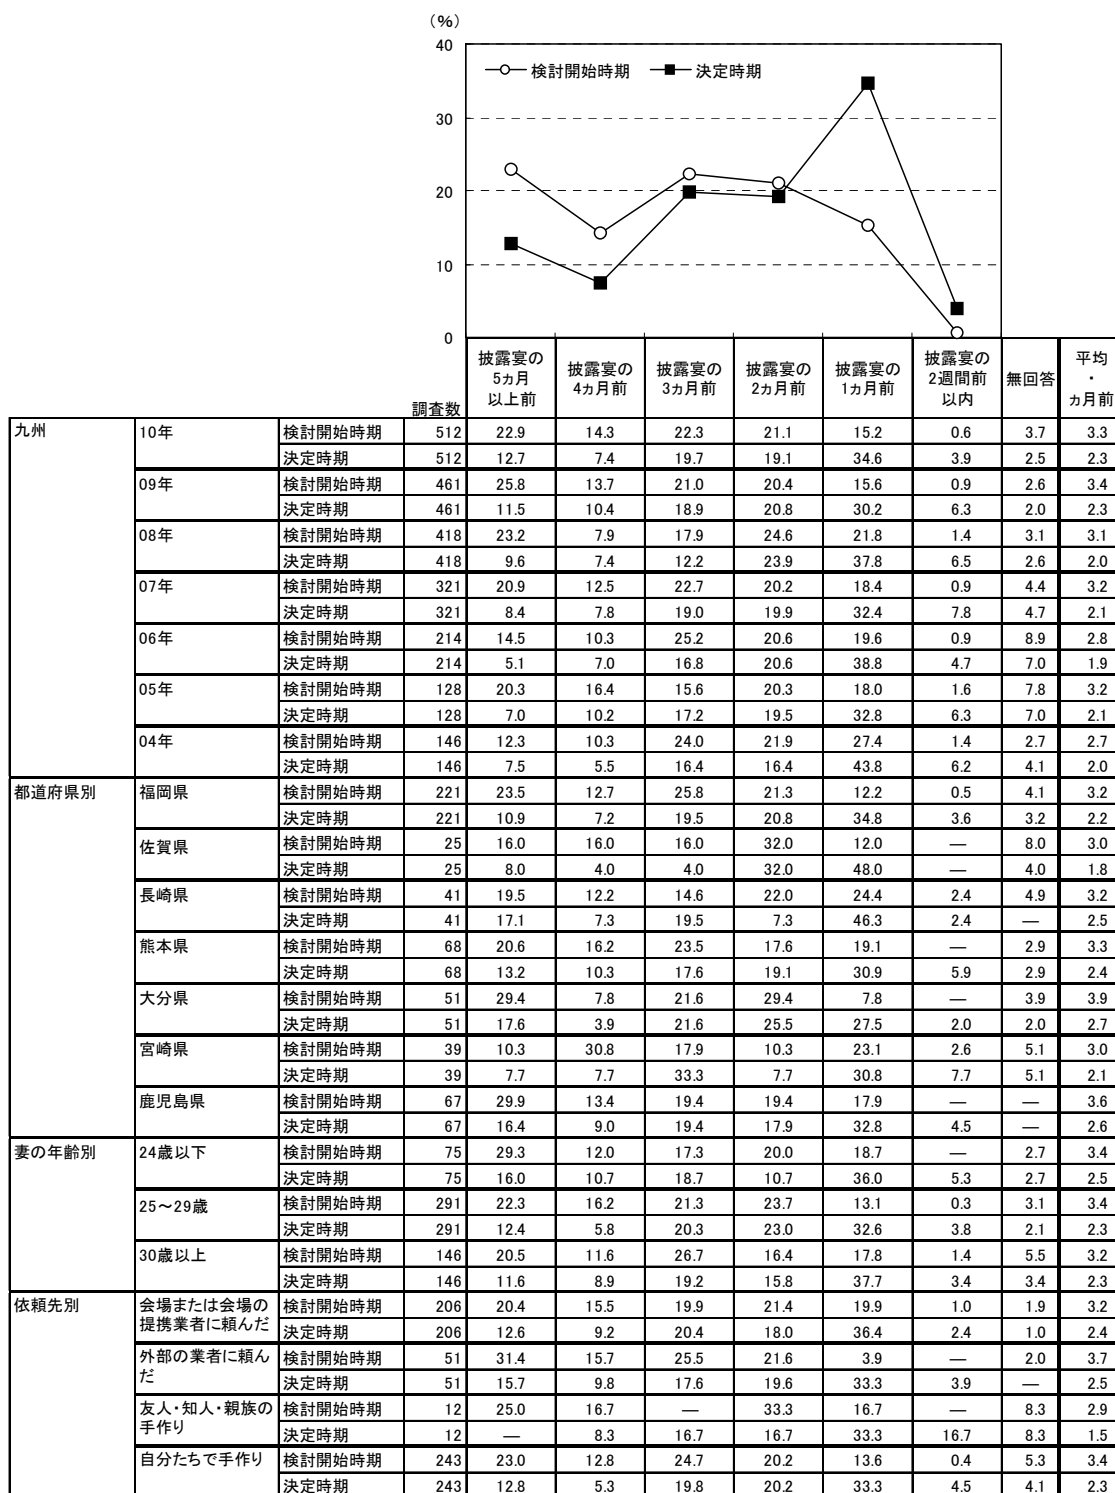 （%）
40
30
20
10
0
検討開始時期 決定時期
調査数 披露宴の5ヵ月以上前 披露宴の4ヵ月前 披露宴の3ヵ月前 披露宴の2ヵ月前 披露宴の1ヵ月前 披露宴の2週間前以内 無回答 平均・ヵ月前
九州 10年 検討開始時期 512 22.9 14.3 22.3 21.1 15.2 0.6 3.7 3.3
決定時期 512 12.7 7.4 19.7 19.1 34.6 3.9 2.5 2.3
09年 検討開始時期 461 25.8 13.7 21.0 20.4 15.6 0.9 2.6 3.4
決定時期 461 11.5 10.4 18.9 20.8 30.2 6.3 2.0 2.3
08年 検討開始時期 418 23.2 7.9 17.9 24.6 21.8 1.4 3.1 3.1
決定時期 418 9.6 7.4 12.2 23.9 37.8 6.5 2.6 2.0
07年 検討開始時期 321 20.9 12.5 22.7 20.2 18.4 0.9 4.4 3.2
決定時期 321 8.4 7.8 19.0 19.9 32.4 7.8 4.7 2.1
06年 検討開始時期 214 14.5 10.3 25.2 20.6 19.6 0.9 8.9 2.8
決定時期 214 5.1 7.0 16.8 20.6 38.8 4.7 7.0 1.9
05年 検討開始時期 128 20.3 16.4 15.6 20.3 18.0 1.6 7.8 3.2
決定時期 128 7.0 10.2 17.2 19.5 32.8 6.3 7.0 2.1
04年 検討開始時期 146 12.3 10.3 24.0 21.9 27.4 1.4 2.7 2.7
決定時期 146 7.5 5.5 16.4 16.4 43.8 6.2 4.1 2.0
都道府県別 福岡県 検討開始時期 221 23.5 12.7 25.8 21.3 12.2 0.5 4.1 3.2
決定時期 221 10.9 7.2 19.5 20.8 34.8 3.6 3.2 2.2
佐賀県 検討開始時期 25 16.0 16.0 16.0 32.0 12.0 — 8.0 3.0
決定時期 25 8.0 4.0 4.0 32.0 48.0 — 4.0 1.8
長崎県 検討開始時期 41 19.5 12.2 14.6 22.0 24.4 2.4 4.9 3.2
決定時期 41 17.1 7.3 19.5 7.3 46.3 2.4 — 2.5
熊本県 検討開始時期 68 20.6 16.2 23.5 17.6 19.1 — 2.9 3.3
決定時期 68 13.2 10.3 17.6 19.1 30.9 5.9 2.9 2.4
大分県 検討開始時期 51 29.4 7.8 21.6 29.4 7.8 — 3.9 3.9
決定時期 51 17.6 3.9 21.6 25.5 27.5 2.0 2.0 2.7
宮崎県 検討開始時期 39 10.3 30.8 17.9 10.3 23.1 2.6 5.1 3.0
決定時期 39 7.7 7.7 33.3 7.7 30.8 7.7 5.1 2.1
鹿児島県 検討開始時期 67 29.9 13.4 19.4 19.4 17.9 — — 3.6
決定時期 67 16.4 9.0 19.4 17.9 32.8 4.5 — 2.6
妻の年齢別 24歳以下 検討開始時期 75 29.3 12.0 17.3 20.0 18.7 — 2.7 3.4
決定時期 75 16.0 10.7 18.7 10.7 36.0 5.3 2.7 2.5
25～29歳 検討開始時期 291 22.3 16.2 21.3 23.7 13.1 0.3 3.1 3.4
決定時期 291 12.4 5.8 20.3 23.0 32.6 3.8 2.1 2.3
30歳以上 検討開始時期 146 20.5 11.6 26.7 16.4 17.8 1.4 5.5 3.2
決定時期 146 11.6 8.9 19.2 15.8 37.7 3.4 3.4 2.3
依頼先別 会場または会場の提携業者に頼んだ 検討開始時期 206 20.4 15.5 19.9 21.4 19.9 1.0 1.9 3.2
決定時期 206 12.6 9.2 20.4 18.0 36.4 2.4 1.0 2.4
外部の業者に頼んだ 検討開始時期 51 31.4 15.7 25.5 21.6 3.9 — 2.0 3.7
決定時期 51 15.7 9.8 17.6 19.6 33.3 3.9 — 2.5
友人・知人・親族の手作り 検討開始時期 12 25.0 16.7 — 33.3 16.7 — 8.3 2.9
決定時期 12 — 8.3 16.7 16.7 33.3 16.7 8.3 1.5
自分たちで手作り 検討開始時期 243 23.0 12.8 24.7 20.2 13.6 0.4 5.3 3.4
決定時期 243 12.8 5.3 19.8 20.2 33.3 4.5 4.1 2.3